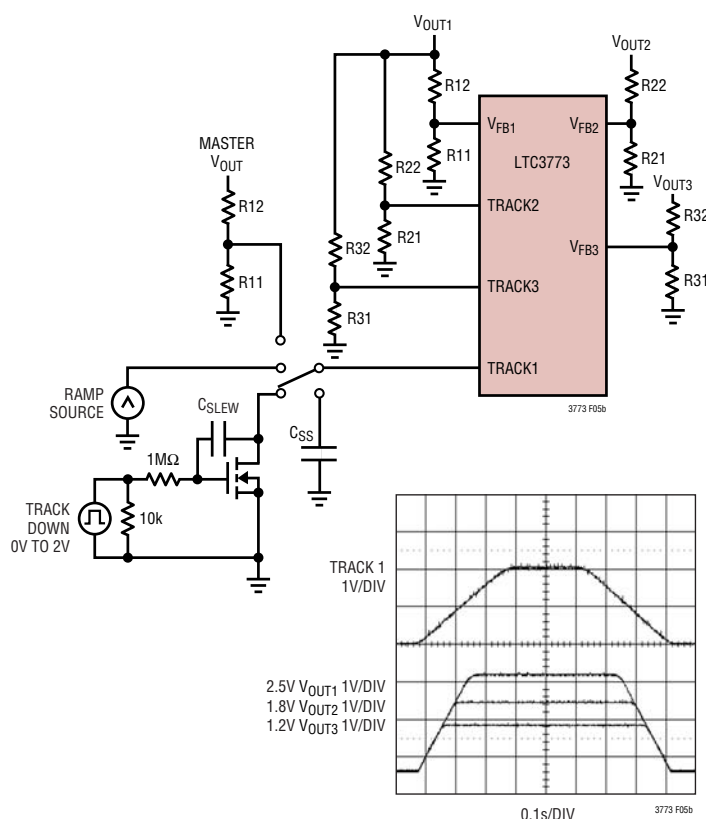 VOUT1
R12
VOUT2
R22
MASTER
VOUT
VFB1
VFB2
R11
R22
LTC3773
R21
VOUT3
R12
TRACK2
R21
R32
R32
VFB3
R11
R31
TRACK3
R31
TRACK1
RAMP
SOURCE
3773 F05b
CSLEW
CSS
1MΩ
TRACK
DOWN
0V TO 2V
10k
TRACK 1
1V/DIV
2.5V VOUT1 1V/DIV
1.8V VOUT2 1V/DIV
1.2V VOUT3 1V/DIV
0.1s/DIV
3773 F05b